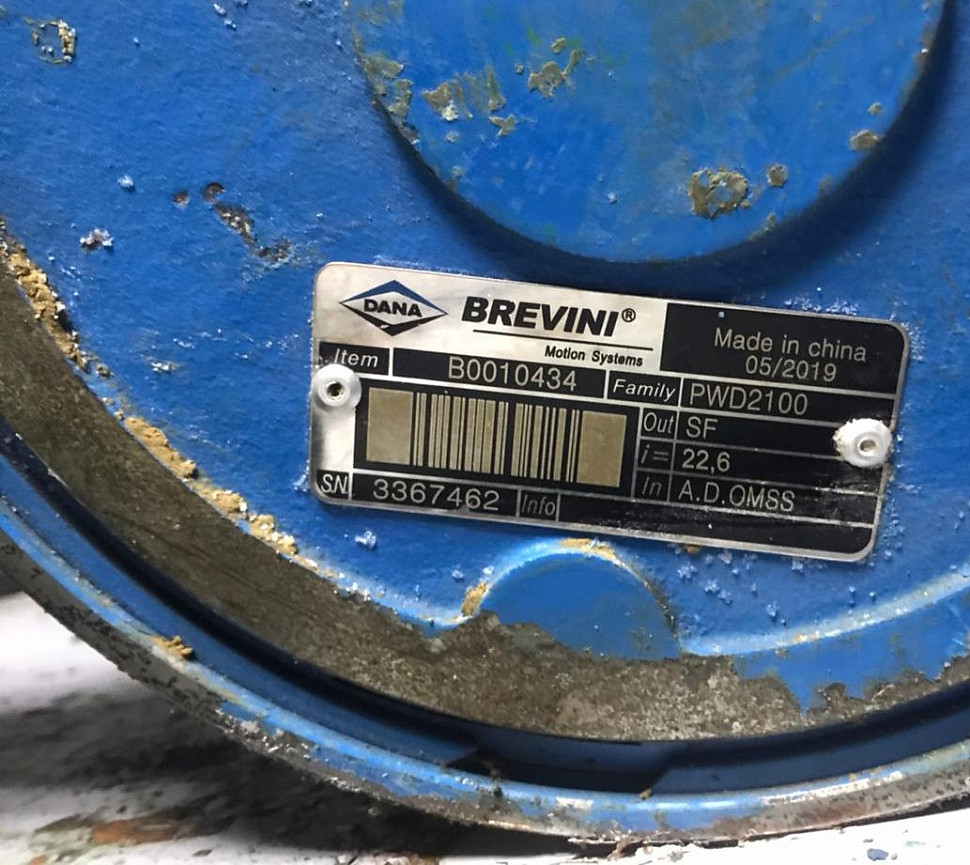 DANA BREVINI®
Motion Systems
Made in china
05/2019
Item B0010434 Family PWD2100
Out SF
i= 22,6
In A.D.OMSS
SN 3367462 Info